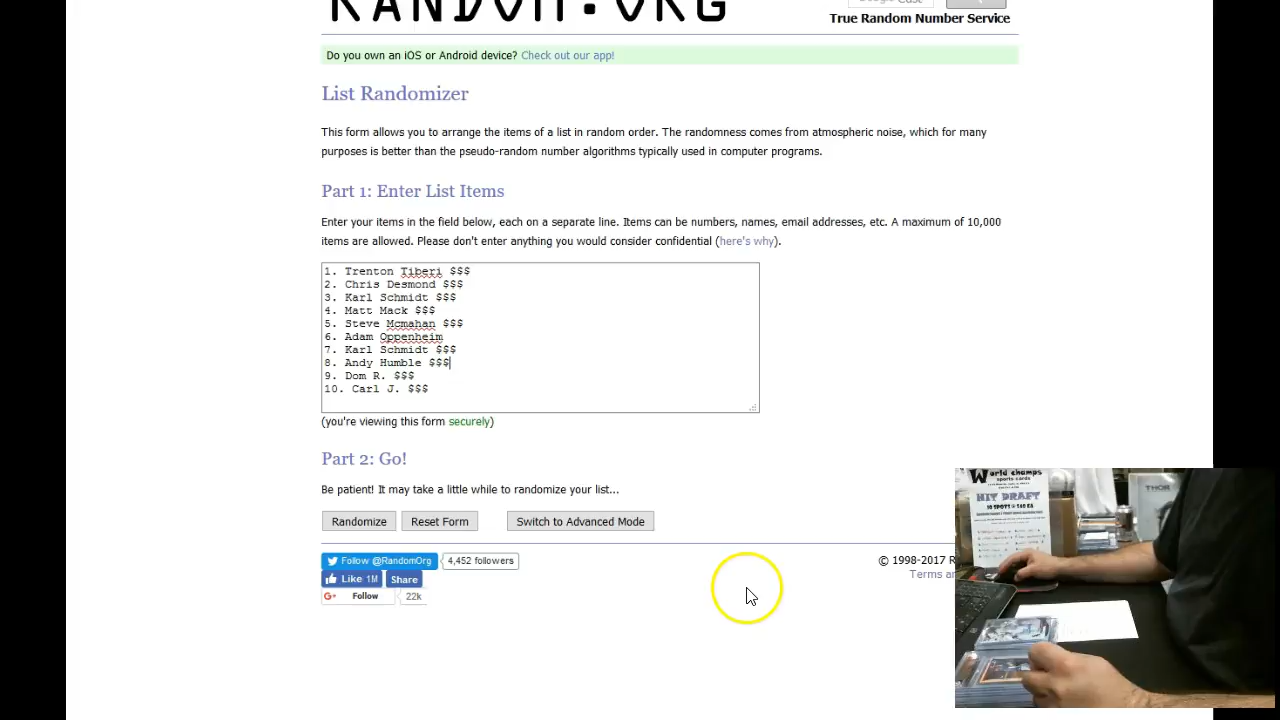 RANDOM.ORG
True Random Number Service
Do you own an iOS or Android device? Check out our app!
List Randomizer
This form allows you to arrange the items of a list in random order. The randomness comes from atmospheric noise, which for many
purposes is better than the pseudo-random number algorithms typically used in computer programs.
Part 1: Enter List Items
Enter your items in the field below, each on a separate line. Items can be numbers, names, email addresses, etc. A maximum of 10,000
items are allowed. Please don't enter anything you would consider confidential (here's why).
1. Trenton Tiberi $$$
2. Chris Desmond $$$
3. Karl Schmidt $$$
4. Matt Mack $$$
5. Steve Mcmahan $$$
6. Adam Oppenheim
7. Karl Schmidt $$$
8. Andy Humble $$$
9. Dom R. $$$
10. Carl J. $$$
(you're viewing this form securely)
Part 2: Go!
Be patient! It may take a little while to randomize your list...
Randomize Reset Form Switch to Advanced Mode
Follow @RandomOrg 4,452 followers
© 1998-2017 R
Like 1M Share
Terms an
G+ Follow 22k
World champs
sports cards
HIT DRAFT
10 SPOTS @
THOR